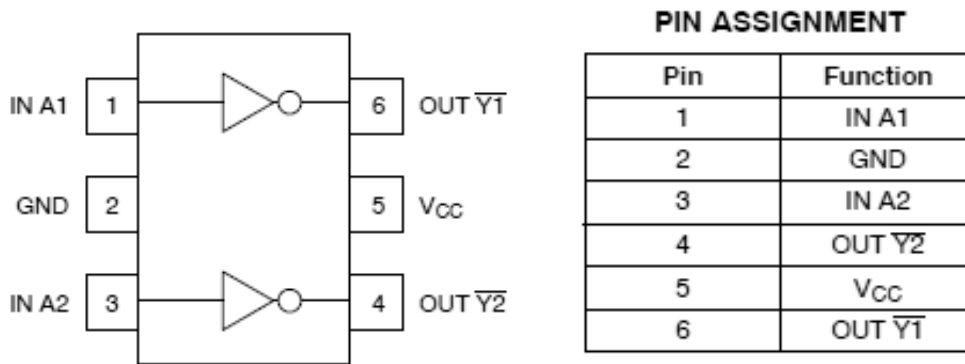 IN A1 1 6 OUT Y1
GND 2 5 VCC
IN A2 3 4 OUT Y2
PIN ASSIGNMENT
Pin Function
1 IN A1
2 GND
3 IN A2
4 OUT Y2
5 VCC
6 OUT Y1